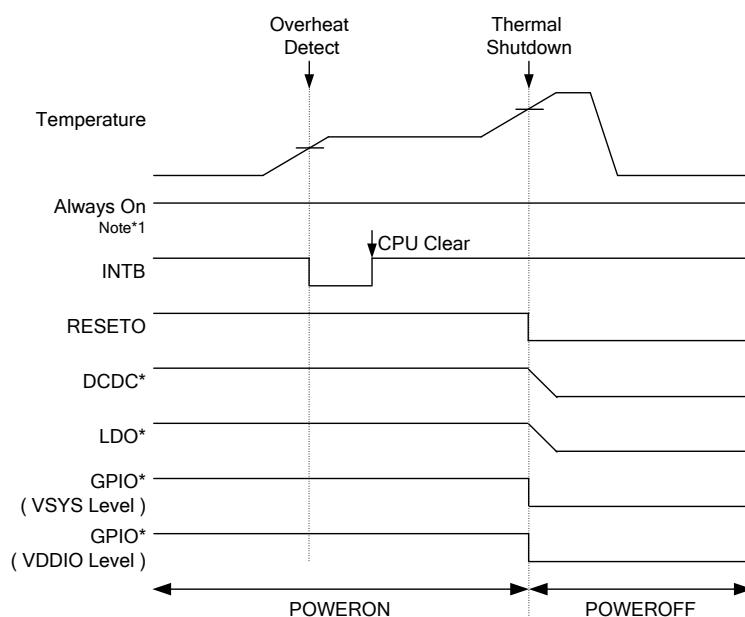 Overheat
Detect
Thermal
Shutdown
Temperature
Always On
Note*1
CPU Clear
INTB
RESETO
DCDC*
LDO*
GPIO*
( VSYS Level )
GPIO*
( VDDIO Level )
POWERON
POWEROFF